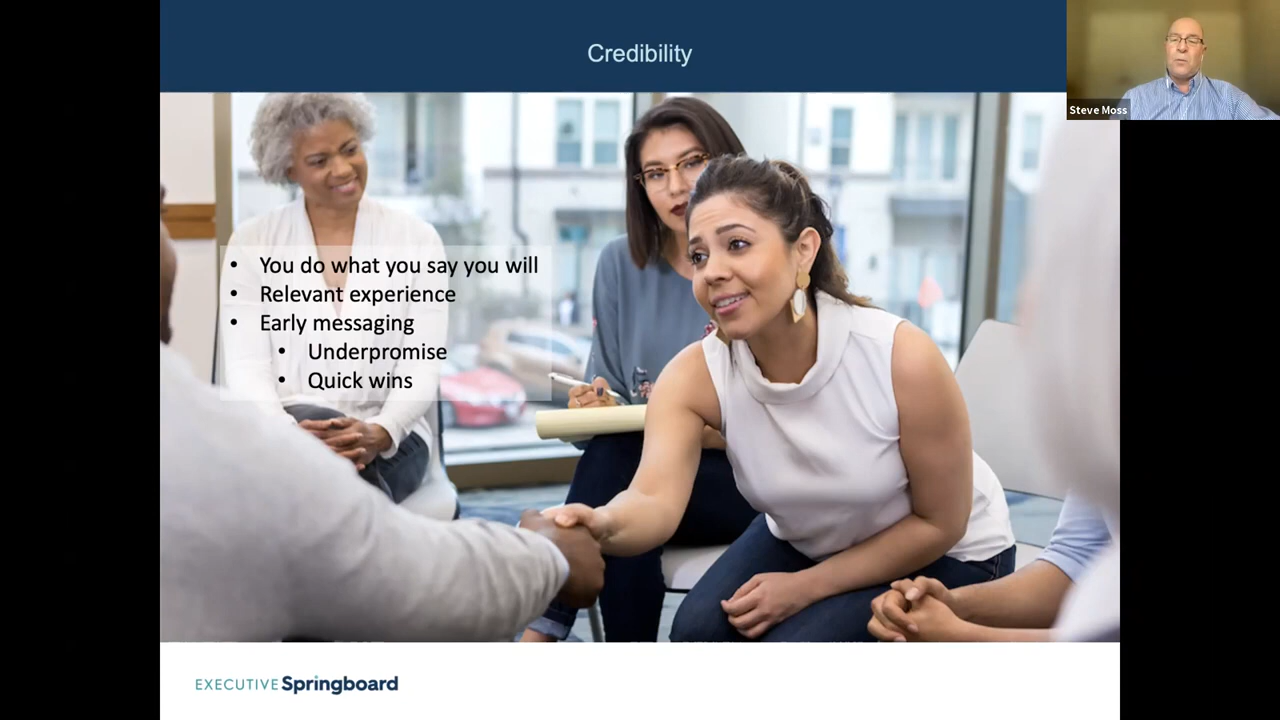 Credibility
Steve Moss
• You do what you say you will
• Relevant experience
• Early messaging
• Underpromise
• Quick wins
EXECUTIVE Springboard